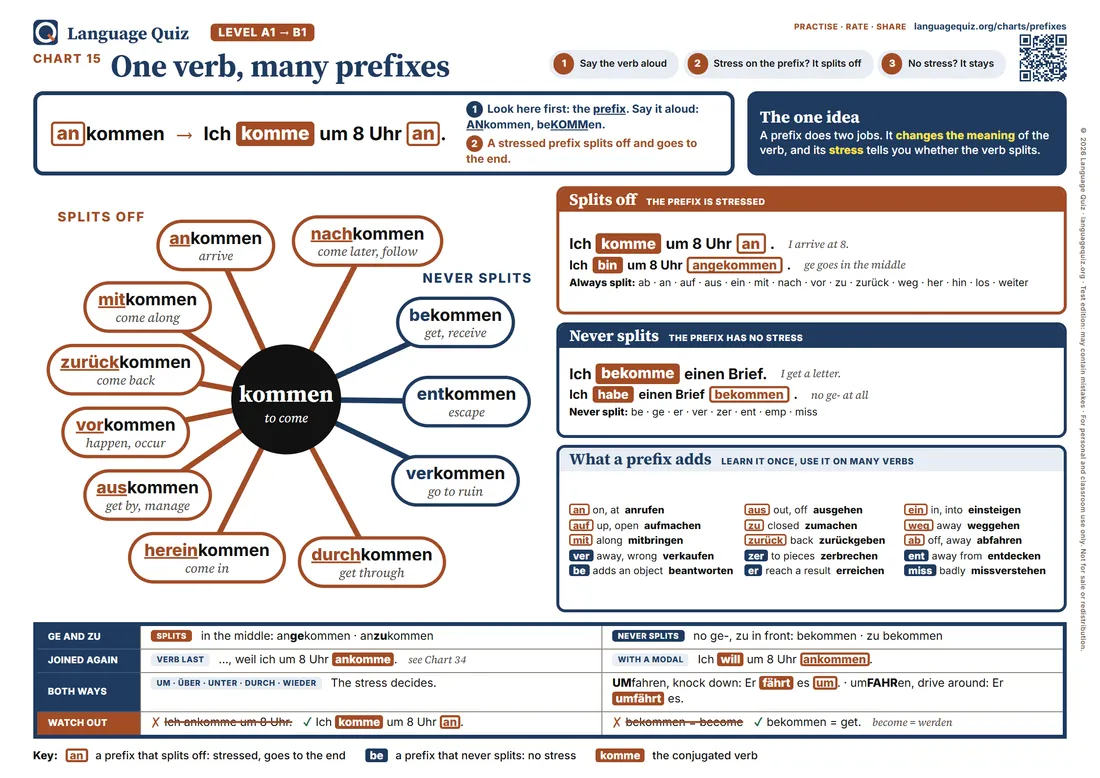 Language Quiz LEVEL A1 → B1
PRACTISE · RATE · SHARE languagequiz.org/charts/prefixes
CHART 15 One verb, many prefixes
1 Say the verb aloud 2 Stress on the prefix? It splits off 3 No stress? It stays
ankommen → Ich komme um 8 Uhr an.
1 Look here first: the prefix. Say it aloud:
ANkommen, beKOMMen.
2 A stressed prefix splits off and goes to
the end.
The one idea
A prefix does two jobs. It changes the meaning of the
verb, and its stress tells you whether the verb splits.
SPLITS OFF
ankommen
arrive
nachkommen
come later, follow
mitkommen
come along
zurückkommen
come back
vorkommen
happen, occur
auskommen
get by, manage
hereinkommen
come in
durchkommen
get through
kommen
to come
NEVER SPLITS
bekommen
get, receive
entkommen
escape
verkommen
go to ruin
Splits off THE PREFIX IS STRESSED
Ich komme um 8 Uhr an . I arrive at 8.
Ich bin um 8 Uhr angekommen . ge goes in the middle
Always split: ab · an · auf · aus · ein · mit · nach · vor · zu · zurück · weg · her · hin · los · weiter
Never splits THE PREFIX HAS NO STRESS
Ich bekomme einen Brief. I get a letter.
Ich habe einen Brief bekommen . no ge- at all
Never split: be · ge · er · ver · zer · ent · emp · miss
What a prefix adds LEARN IT ONCE, USE IT ON MANY VERBS
an on, at anrufen aus out, off ausgehen ein in, into einsteigen
auf up, open aufmachen zu closed zumachen weg away weggehen
mit along mitbringen zurück back zurückgeben ab off, away abfahren
ver away, wrong verkaufen zer to pieces zerbrechen ent away from entdecken
be adds an object beantworten er reach a result erreichen miss badly missverstehen
GE AND ZU SPLITS in the middle: angekommen · anzukommen NEVER SPLITS no ge-, zu in front: bekommen · zu bekommen
JOINED AGAIN VERB LAST ..., weil ich um 8 Uhr ankomme. see Chart 34 WITH A MODAL Ich will um 8 Uhr ankommen.
BOTH WAYS UM · ÜBER · UNTER · DURCH · WIEDER The stress decides. UMfahren, knock down: Er fährt es um. · umFAHRen, drive around: Er
umfährt es.
WATCH OUT ✗ Ich ankomme um 8 Uhr. ✓ Ich komme um 8 Uhr an. ✗ bekommen = become ✓ bekommen = get. become = werden
Key: an a prefix that splits off: stressed, goes to the end be a prefix that never splits: no stress komme the conjugated verb
© 2026 Language Quiz · languagequiz.org · Test edition: may contain mistakes · For personal and classroom use only. Not for sale or redistribution.